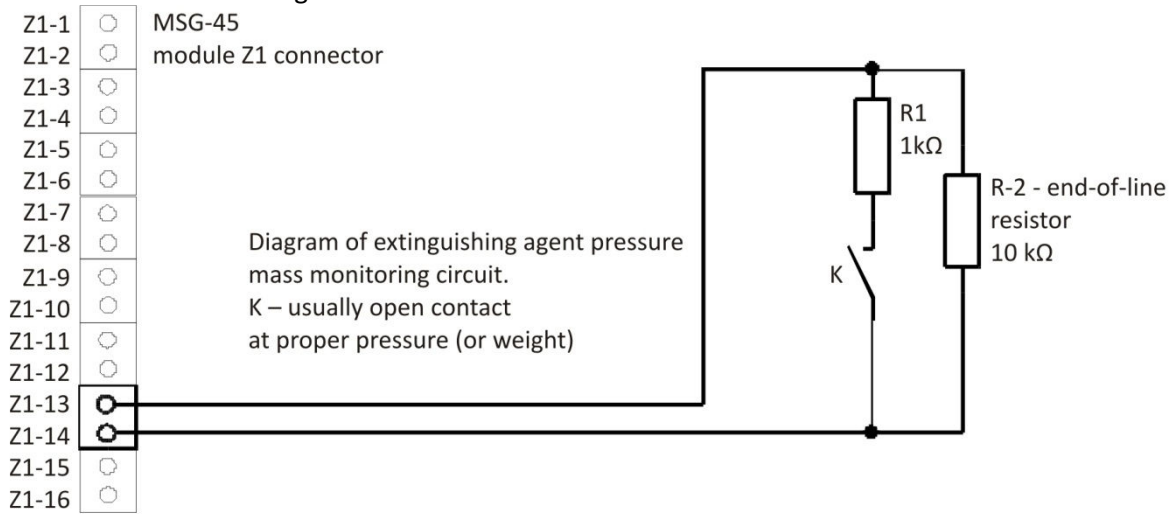 Z1-1
MSG-45
Z1-2
module Z1 connector
Z1-3
Z1-4
Z1-5
Z1-6
Z1-7
Z1-8
Z1-9
Z1-10
Z1-11
Z1-12
Z1-13
Z1-14
Z1-15
Z1-16
Diagram of extinguishing agent pressure
mass monitoring circuit.
K – usually open contact
at proper pressure (or weight)
R1
1kΩ
K
R-2 - end-of-line
resistor
10 kΩ